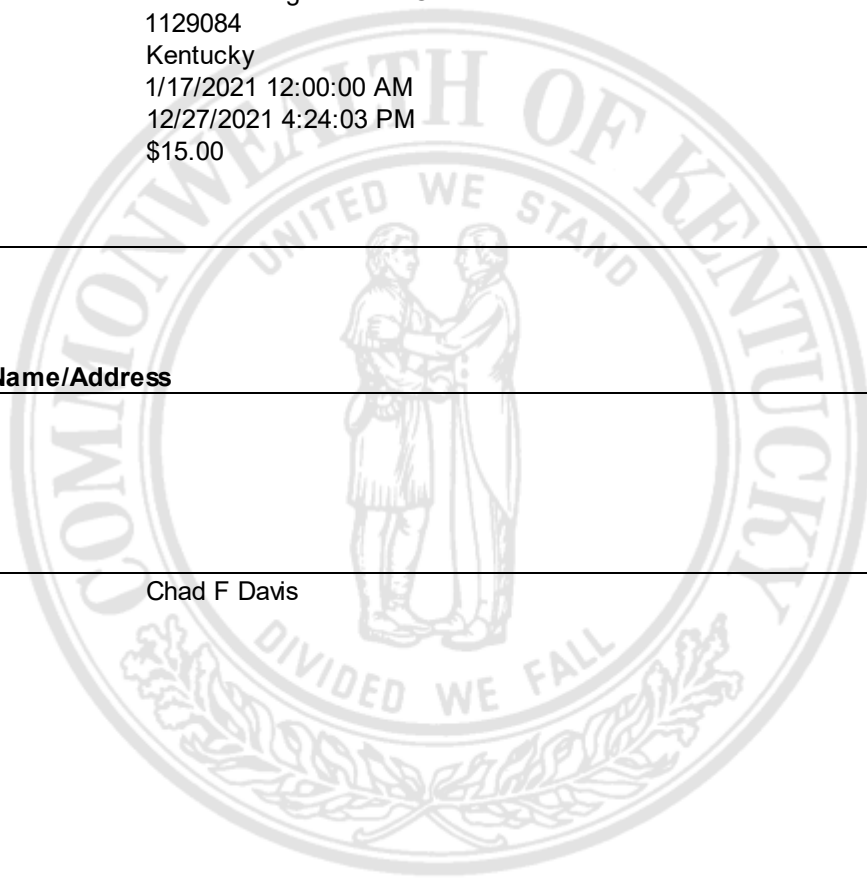 1129084
Kentucky
1/17/2021 12:00:00 AM
12/27/2021 4:24:03 PM
$15.00
COMMONWEALTH OF KENTUCKY
UNITED WE STAND
Name/Address
Chad F Davis
DIVIDED WE FALL